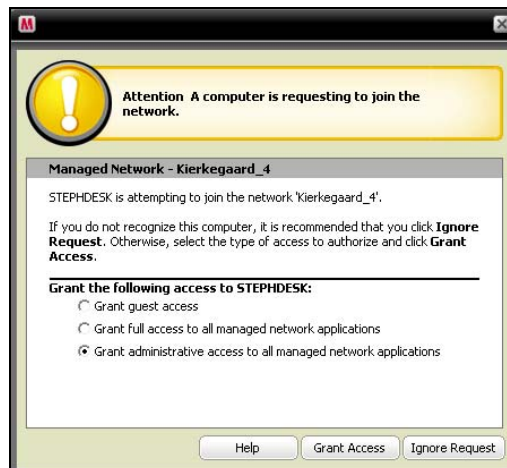 M
Attention A computer is requesting to join the
network.
Managed Network - Kierkegaard_4
STEPHDESK is attempting to join the network 'Kierkegaard_4'.
If you do not recognize this computer, it is recommended that you click Ignore
Request. Otherwise, select the type of access to authorize and click Grant
Access.
Grant the following access to STEPHDESK:
Grant guest access
Grant full access to all managed network applications
Grant administrative access to all managed network applications
Help Grant Access Ignore Request